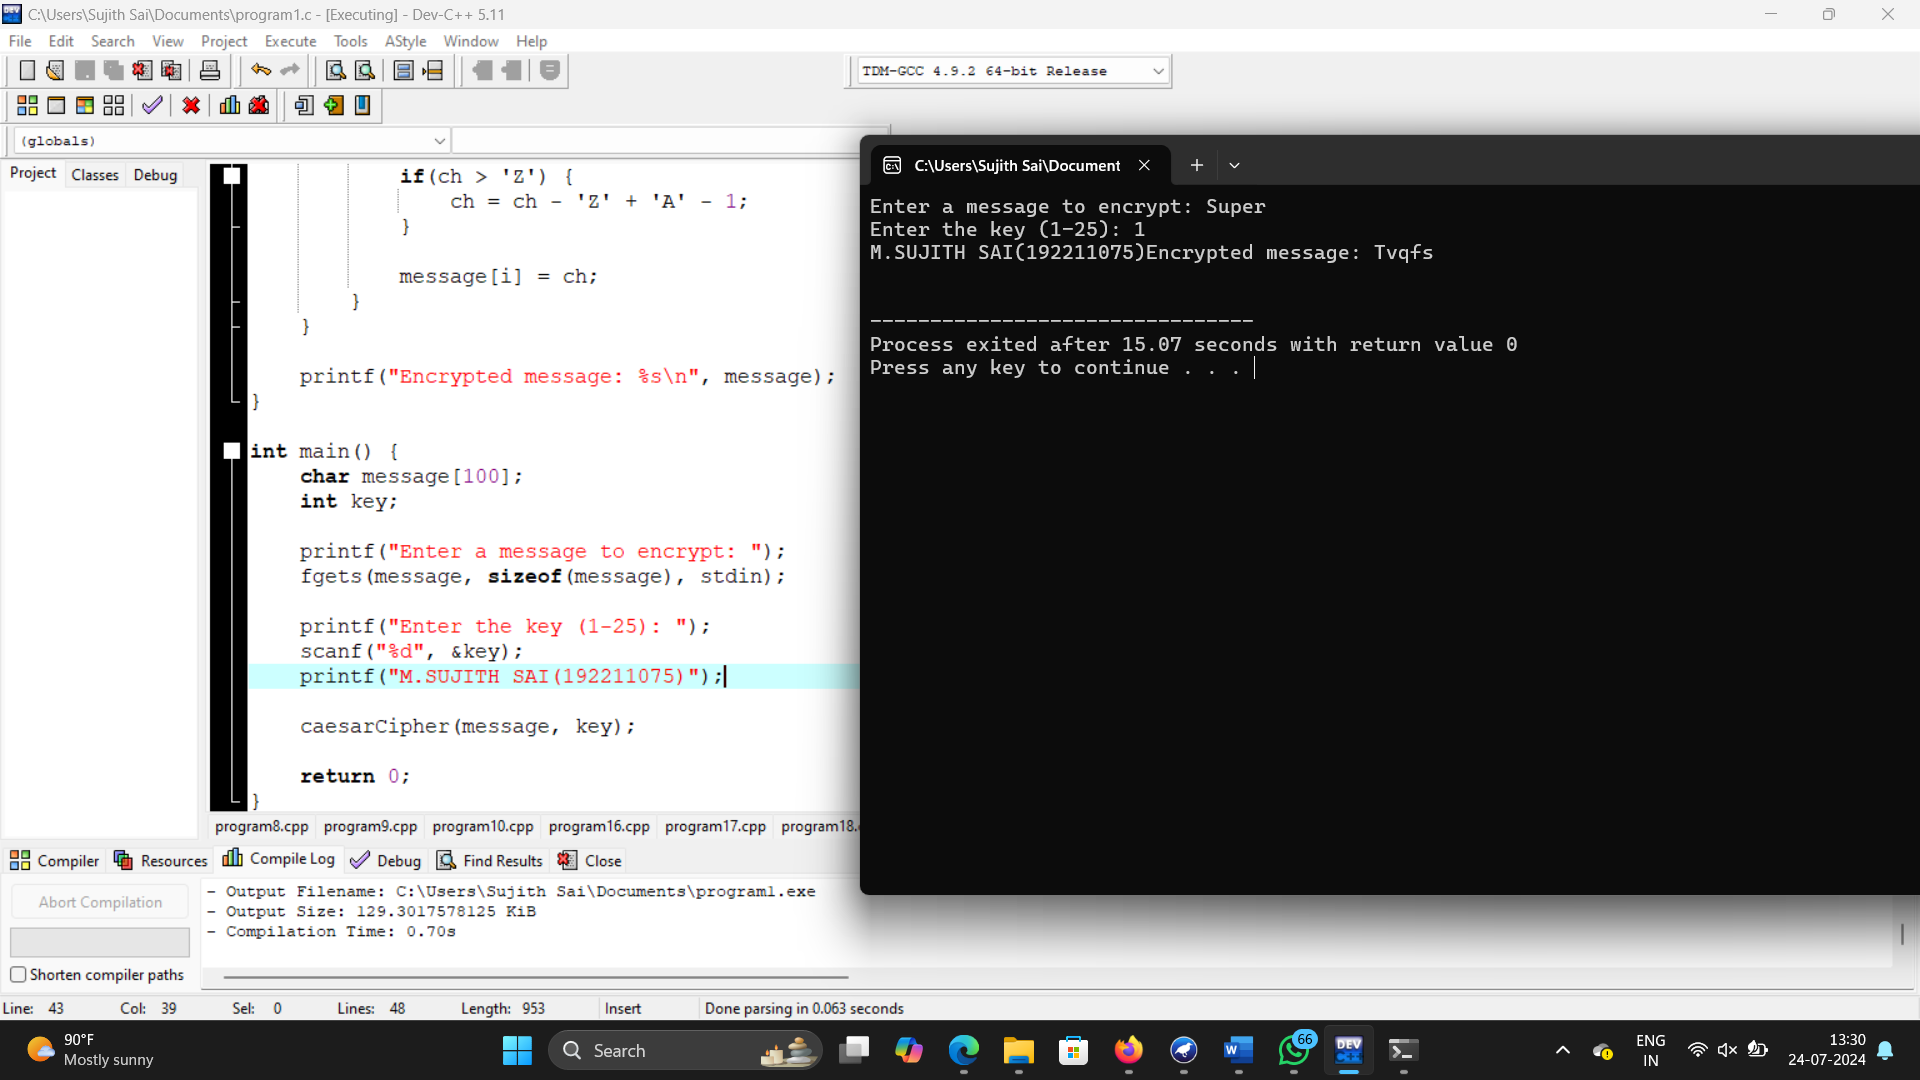 C:\Users\Sujith Sai\Documents\program1.c - [Executing] - Dev-C++ 5.11
File Edit Search View Project Execute Tools AStyle Window Help
TDM-GCC 4.9.2 64-bit Release
(globals)
Project Classes Debug
if(ch > 'Z') {
ch = ch - 'Z' + 'A' - 1;
}
message[i] = ch;
}
}
printf("Encrypted message: %s\n", message);
}
int main() {
char message[100];
int key;
printf("Enter a message to encrypt: ");
fgets(message, sizeof(message), stdin);
printf("Enter the key (1-25): ");
scanf("%d", &key);
printf("M.SUJITH SAI(192211075)");
caesarCipher(message, key);
return 0;
}
program8.cpp program9.cpp program10.cpp program16.cpp program17.cpp program18.
C:\Users\Sujith Sai\Document
Enter a message to encrypt: Super
Enter the key (1-25): 1
M.SUJITH SAI(192211075)Encrypted message: Tvqfs
--------------------------------
Process exited after 15.07 seconds with return value 0
Press any key to continue . . .
Compiler Resources Compile Log Debug Find Results Close
Abort Compilation
Shorten compiler paths
- Output Filename: C:\Users\Sujith Sai\Documents\program1.exe
- Output Size: 129.3017578125 KiB
- Compilation Time: 0.70s
Line: 43 Col: 39 Sel: 0 Lines: 48 Length: 953 Insert Done parsing in 0.063 seconds
90°F
Mostly sunny
Search
66
DEV
C++
ENG
IN
13:30
24-07-2024